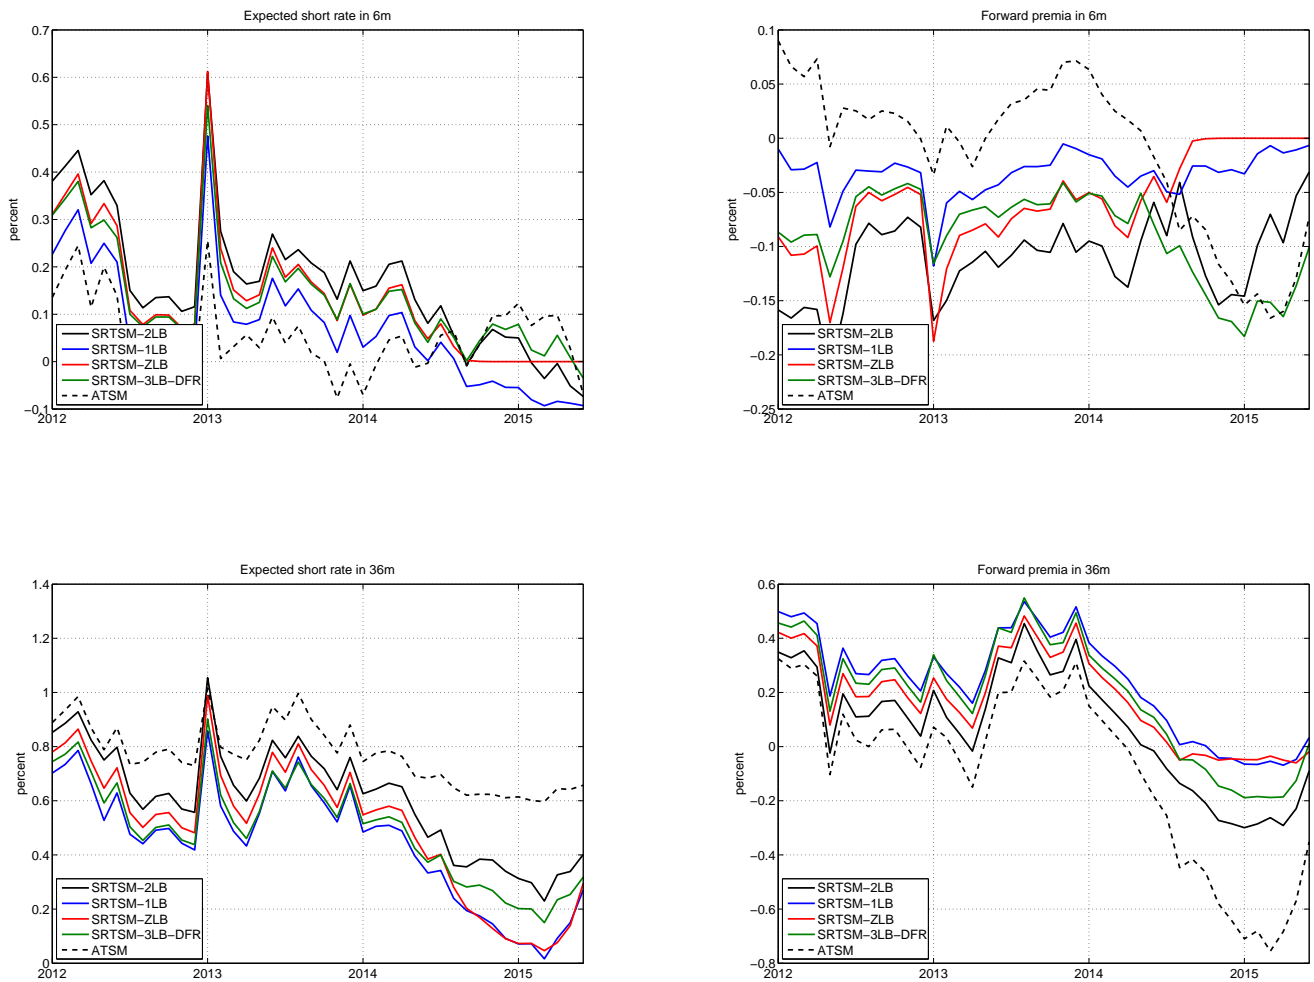 Expected short rate in 6m
0.7
0.6
0.5
0.4
0.3
0.2
0.1
0
−0.1
percent
2012
2013
2014
2015
SRTSM−2LB
SRTSM−1LB
SRTSM−ZLB
SRTSM−3LB−DFR
ATSM
Forward premia in 6m
0.1
0.05
0
−0.05
−0.1
−0.15
−0.2
−0.25
percent
2012
2013
2014
2015
SRTSM−2LB
SRTSM−1LB
SRTSM−ZLB
SRTSM−3LB−DFR
ATSM
Expected short rate in 36m
1.4
1.2
1
0.8
0.6
0.4
0.2
0
percent
2012
2013
2014
2015
SRTSM−2LB
SRTSM−1LB
SRTSM−ZLB
SRTSM−3LB−DFR
ATSM
Forward premia in 36m
0.6
0.4
0.2
0
−0.2
−0.4
−0.6
−0.8
percent
2012
2013
2014
2015
SRTSM−2LB
SRTSM−1LB
SRTSM−ZLB
SRTSM−3LB−DFR
ATSM